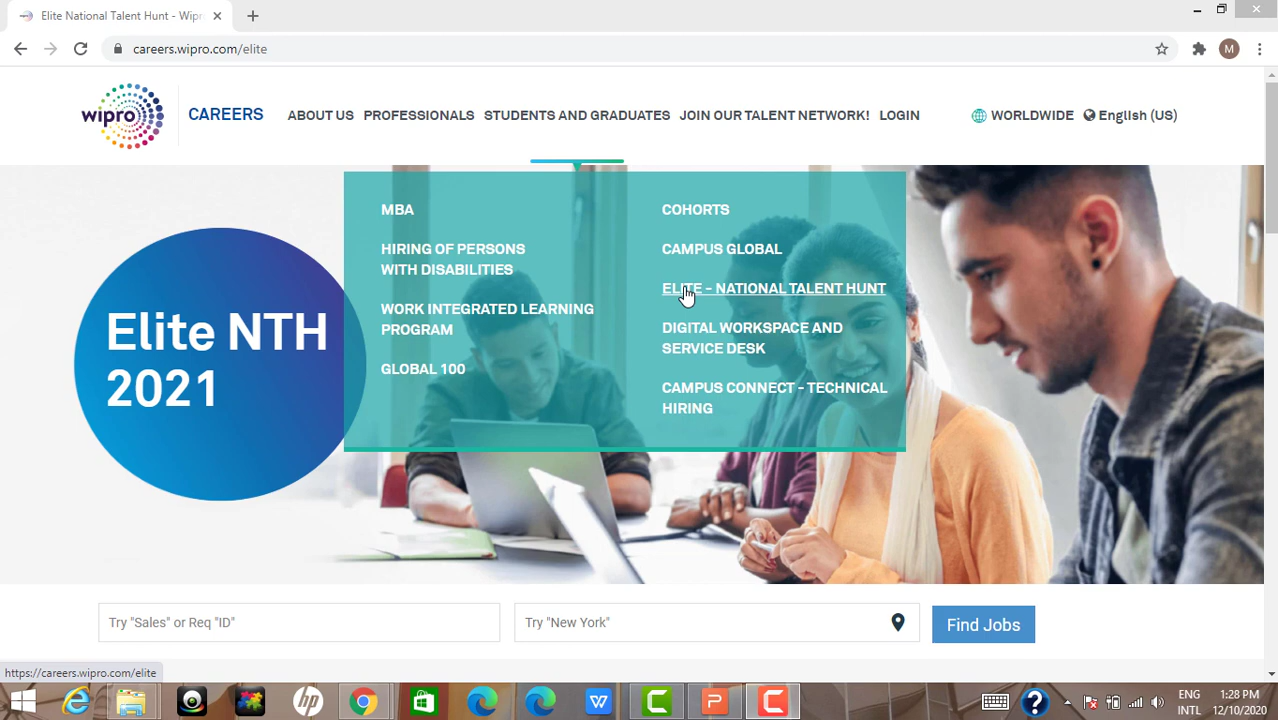 Elite National Talent Hunt - Wipr
careers.wipro.com/elite
M
wipro
CAREERS
ABOUT US PROFESSIONALS STUDENTS AND GRADUATES JOIN OUR TALENT NETWORK! LOGIN
WORLDWIDE English (US)
Elite NTH
2021
MBA
HIRING OF PERSONS
WITH DISABILITIES
WORK INTEGRATED LEARNING
PROGRAM
GLOBAL 100
COHORTS
CAMPUS GLOBAL
ELITE - NATIONAL TALENT HUNT
DIGITAL WORKSPACE AND
SERVICE DESK
CAMPUS CONNECT - TECHNICAL
HIRING
Try "Sales" or Req "ID"
Try "New York"
Find Jobs
https://careers.wipro.com/elite
ENG
INTL
1:28 PM
12/10/2020